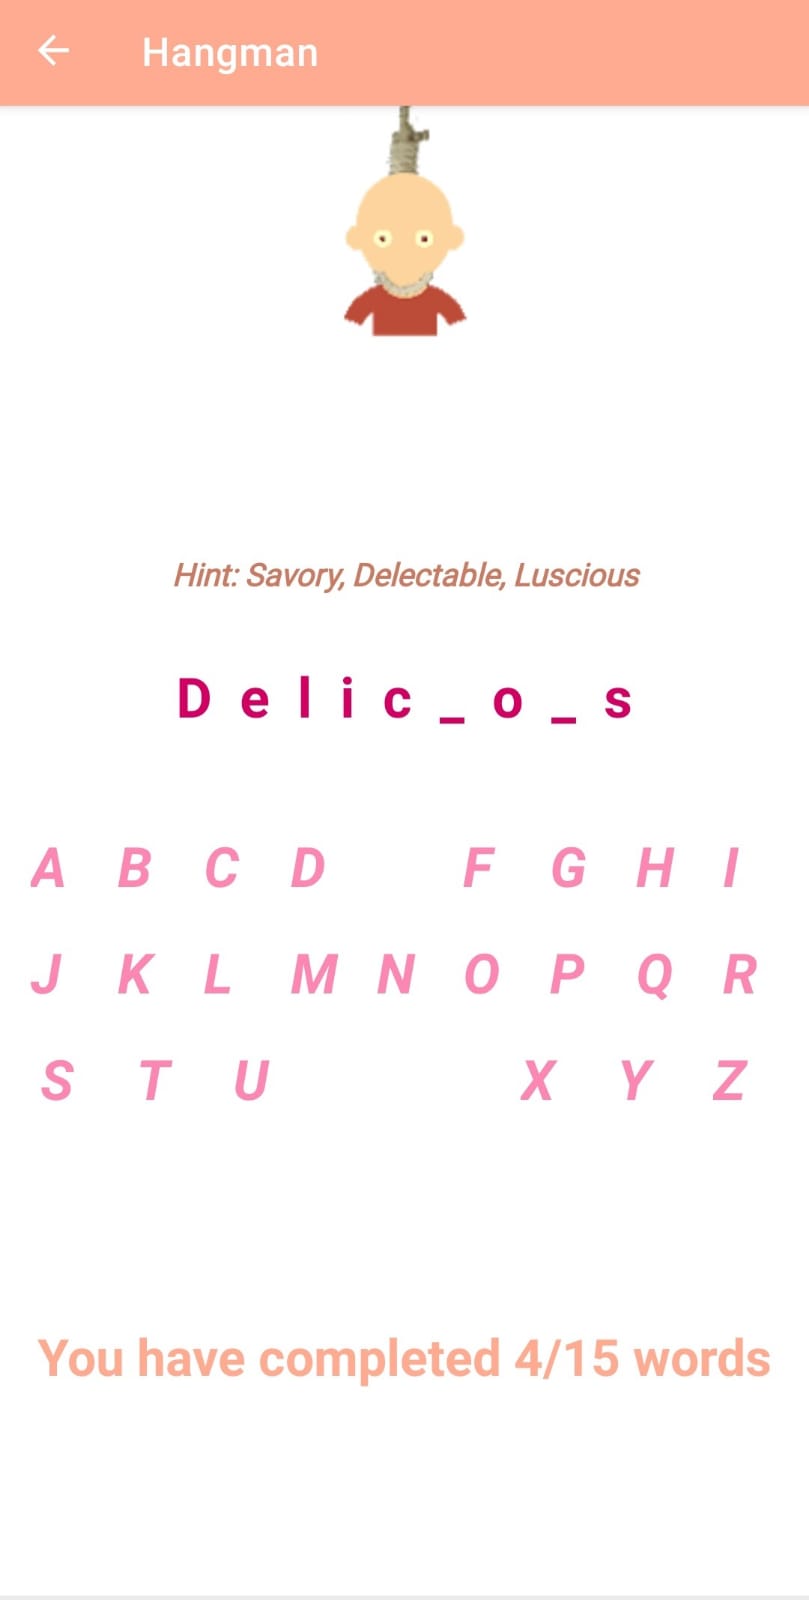 Hangman
Hint: Savory, Delectable, Luscious
D e l i c _ o _ s
A B C D F G H I
J K L M N O P Q R
S T U X Y Z
You have completed 4/15 words